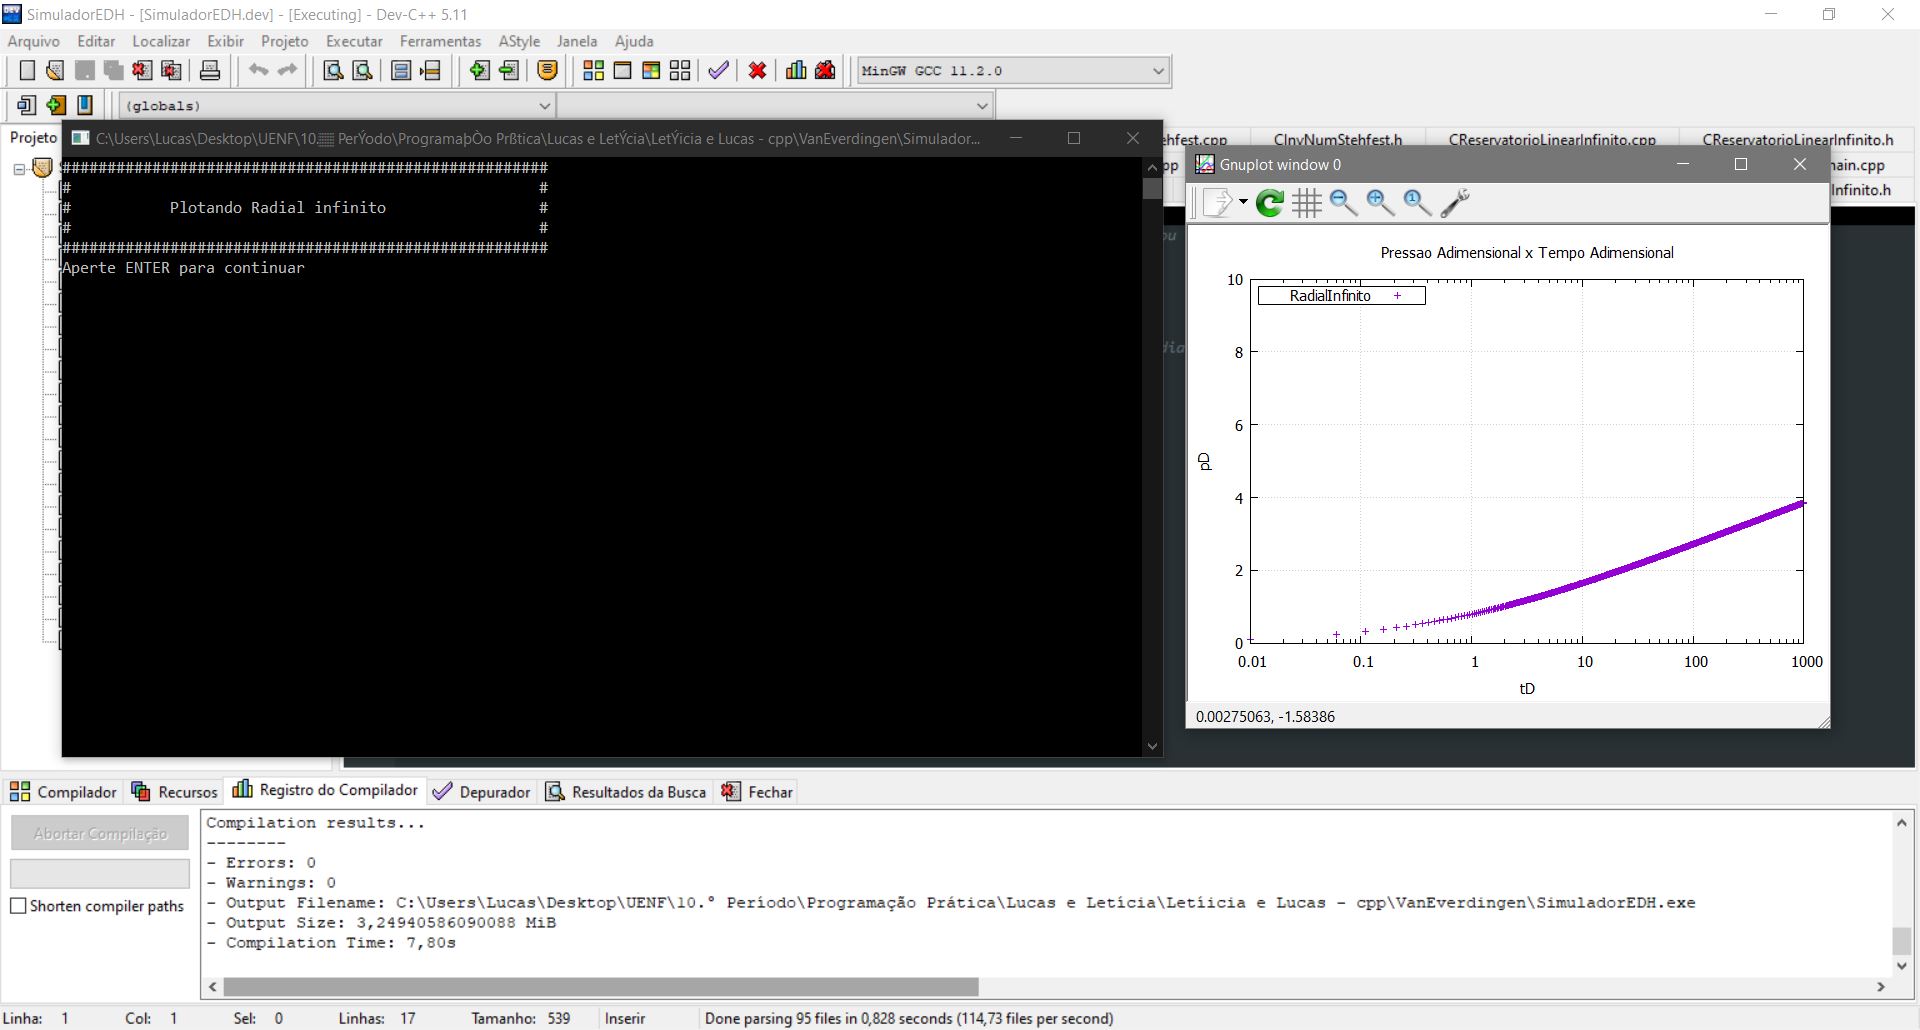 SimuladorEDH - [SimuladorEDH.dev] - [Executing] - Dev-C++ 5.11
Arquivo Editar Localizar Exibir Projeto Executar Ferramentas AStyle Janela Ajuda
MinGW GCC 11.2.0
(globals)
Projeto
C:\Users\Lucas\Desktop\UENF\10.▒ PerÝodo\ProgramaþÒo Prßtica\Lucas e LetÝcia\LetÝicia e Lucas - cpp\VanEverdingen\Simulador...
hfest.cpp CInvNumStehfest.h CReservatorioLinearInfinito.cpp CReservatorioLinearInfinito.h
pp
ain.cpp
Infinito.h
######################################################
# #
# Plotando Radial infinito #
# #
######################################################
Aperte ENTER para continuar
Gnuplot window 0
Pressao Adimensional x Tempo Adimensional
RadialInfinito
10
8
6
4
2
0
pD
0.01 0.1 1 10 100 1000
tD
0.00275063, -1.58386
Compilador Recursos Registro do Compilador Depurador Resultados da Busca Fechar
Abortar Compilação
Shorten compiler paths
Compilation results...
--------
- Errors: 0
- Warnings: 0
- Output Filename: C:\Users\Lucas\Desktop\UENF\10.° Período\Programação Prática\Lucas e Letícia\Letíicia e Lucas - cpp\VanEverdingen\SimuladorEDH.exe
- Output Size: 3,24940586090088 MiB
- Compilation Time: 7,80s
Linha: 1 Col: 1 Sel: 0 Linhas: 17 Tamanho: 539 Inserir Done parsing 95 files in 0,828 seconds (114,73 files per second)